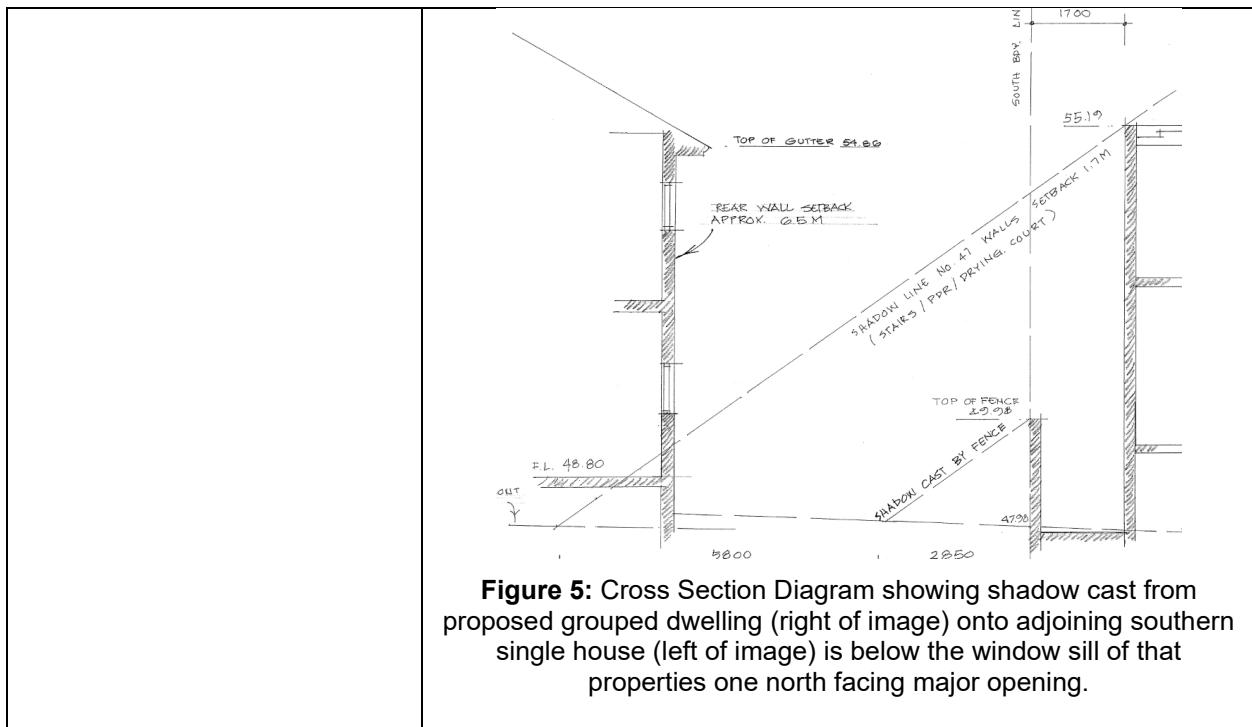 1700
SOUTH BDY. LIN
55.19
TOP OF GUTTER 54.86
REAR WALL SETBACK
APPROX. 6.5 M
SHADOW LINE No. 47 WALLS SETBACK 1.7M
(STAIRS / PDR / DRYING COURT)
TOP OF FENCE
49.98
SHADOW CAST BY FENCE
F.L. 48.80
47.98
5800
2850
Figure 5: Cross Section Diagram showing shadow cast from
proposed grouped dwelling (right of image) onto adjoining southern
single house (left of image) is below the window sill of that
properties one north facing major opening.